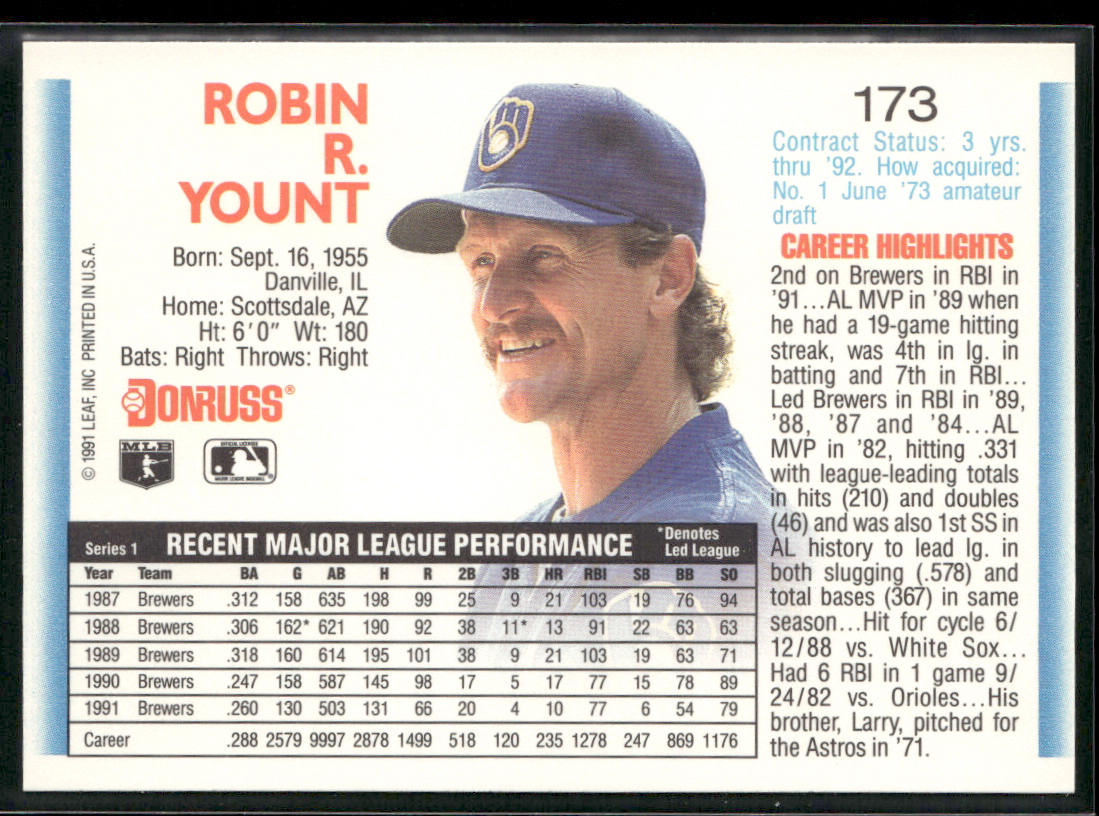 ROBIN
R.
YOUNT
Born: Sept. 16, 1955
Danville, IL
Home: Scottsdale, AZ
Ht: 6'0" Wt: 180
Bats: Right Throws: Right
DONRUSS®
MLB
OFFICIAL LICENSEE
MAJOR LEAGUE BASEBALL
© 1991 LEAF, INC PRINTED IN U.S.A.
173
Contract Status: 3 yrs.
thru '92. How acquired:
No. 1 June '73 amateur
draft
CAREER HIGHLIGHTS
2nd on Brewers in RBI in
'91...AL MVP in '89 when
he had a 19-game hitting
streak, was 4th in lg. in
batting and 7th in RBI...
Led Brewers in RBI in '89,
'88, '87 and '84...AL
MVP in '82, hitting .331
with league-leading totals
in hits (210) and doubles
(46) and was also 1st SS in
AL history to lead lg. in
both slugging (.578) and
total bases (367) in same
season...Hit for cycle 6/
12/88 vs. White Sox...
Had 6 RBI in 1 game 9/
24/82 vs. Orioles...His
brother, Larry, pitched for
the Astros in '71.
Series 1 RECENT MAJOR LEAGUE PERFORMANCE *Denotes
Led League
Year Team BA G AB H R 2B 3B HR RBI SB BB SO
1987 Brewers .312 158 635 198 99 25 9 21 103 19 76 94
1988 Brewers .306 162* 621 190 92 38 11* 13 91 22 63 63
1989 Brewers .318 160 614 195 101 38 9 21 103 19 63 71
1990 Brewers .247 158 587 145 98 17 5 17 77 15 78 89
1991 Brewers .260 130 503 131 66 20 4 10 77 6 54 79
Career .288 2579 9997 2878 1499 518 120 235 1278 247 869 1176